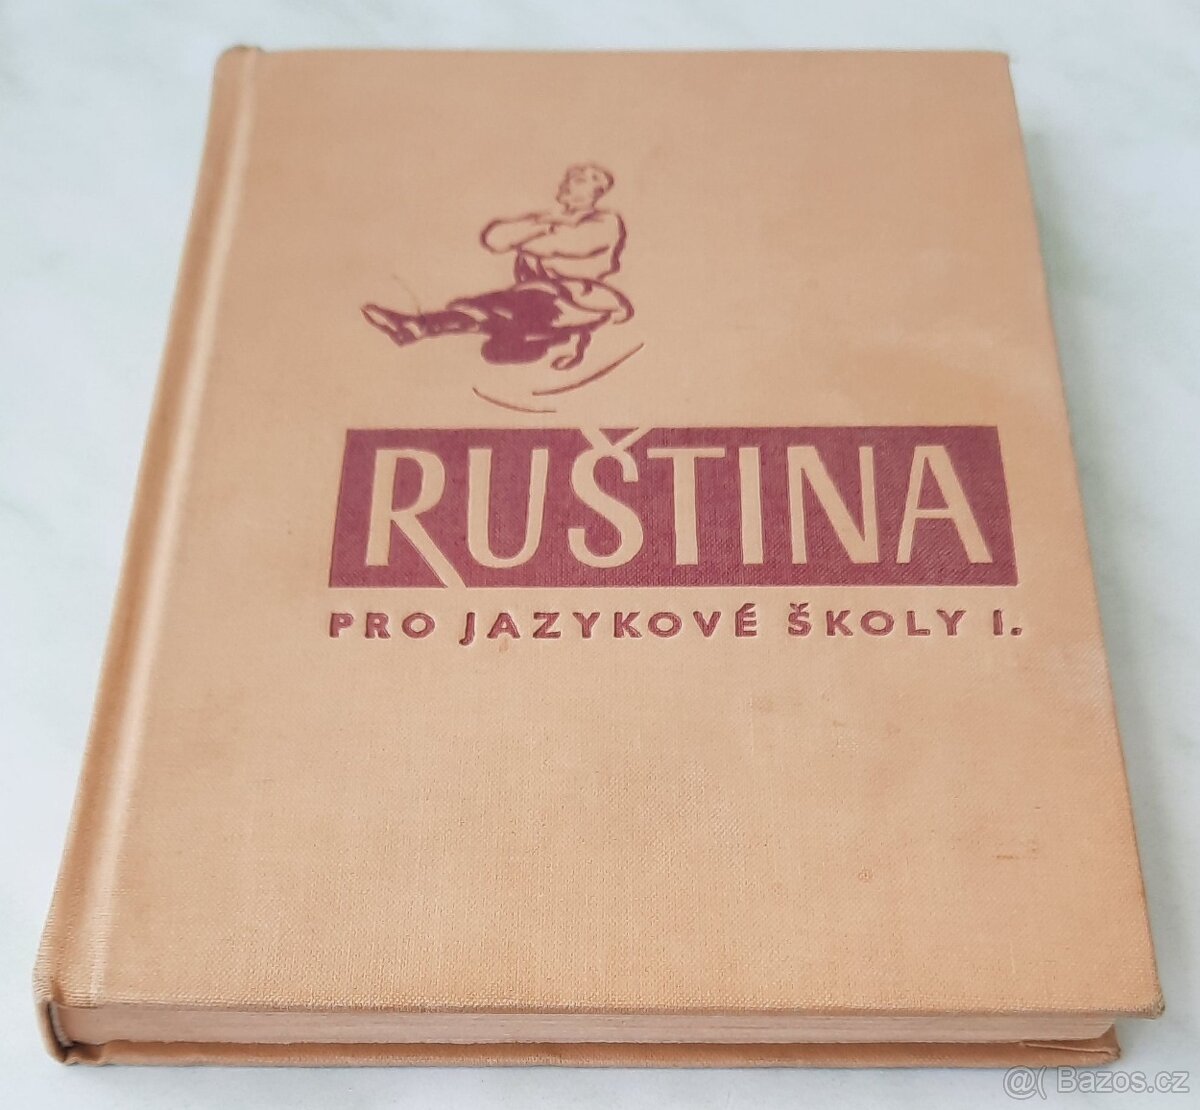 RUŠTINA
PRO JAZYKOVÉ ŠKOLY I.
@( Bazos.cz